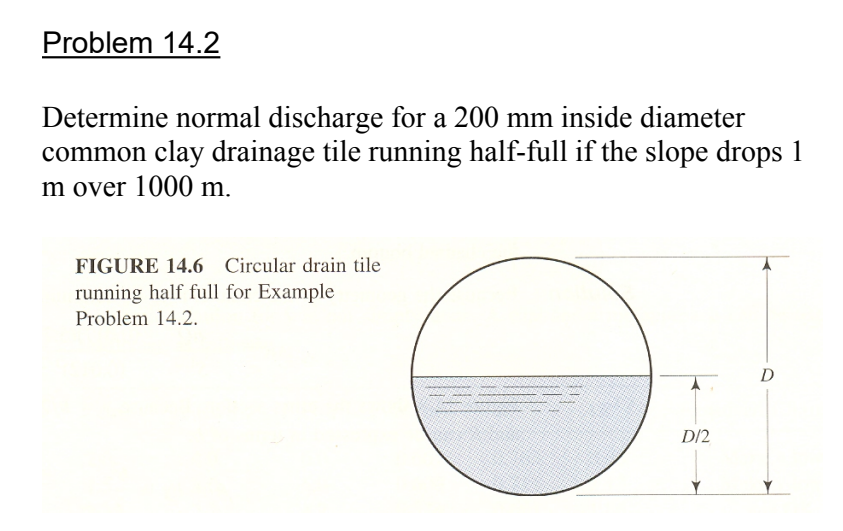 Problem 14.2
Determine normal discharge for a 200 mm inside diameter
common clay drainage tile running half-full if the slope drops 1
m over 1000 m.
FIGURE 14.6 Circular drain tile
running half full for Example
Problem 14.2.
D
D/2